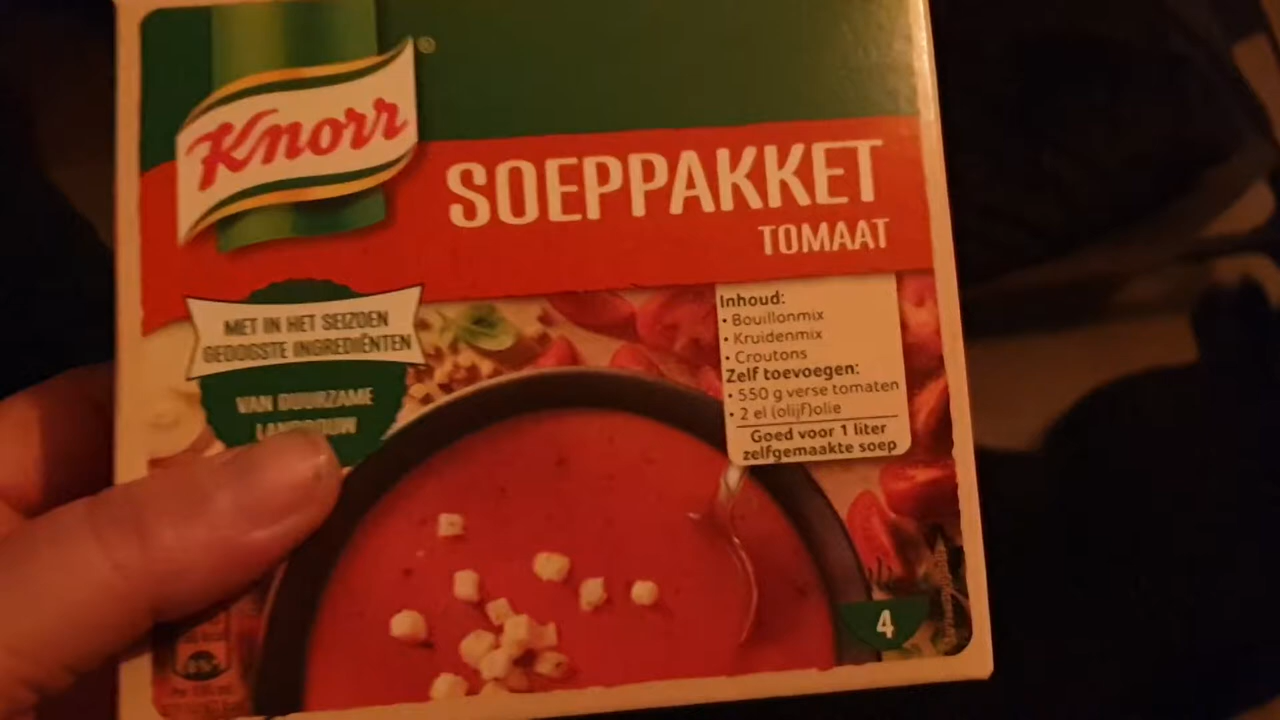 Knorr
®
SOEPPAKKET
TOMAAT
MET IN HET SEIZOEN
GEOOGSTE INGREDIËNTEN
VAN DUURZAME
LANDBOUW
Inhoud:
• Bouillonmix
• Kruidenmix
• Croutons
Zelf toevoegen:
• 550 g verse tomaten
• 2 el (olijf)olie
Goed voor 1 liter
zelfgemaakte soep
4